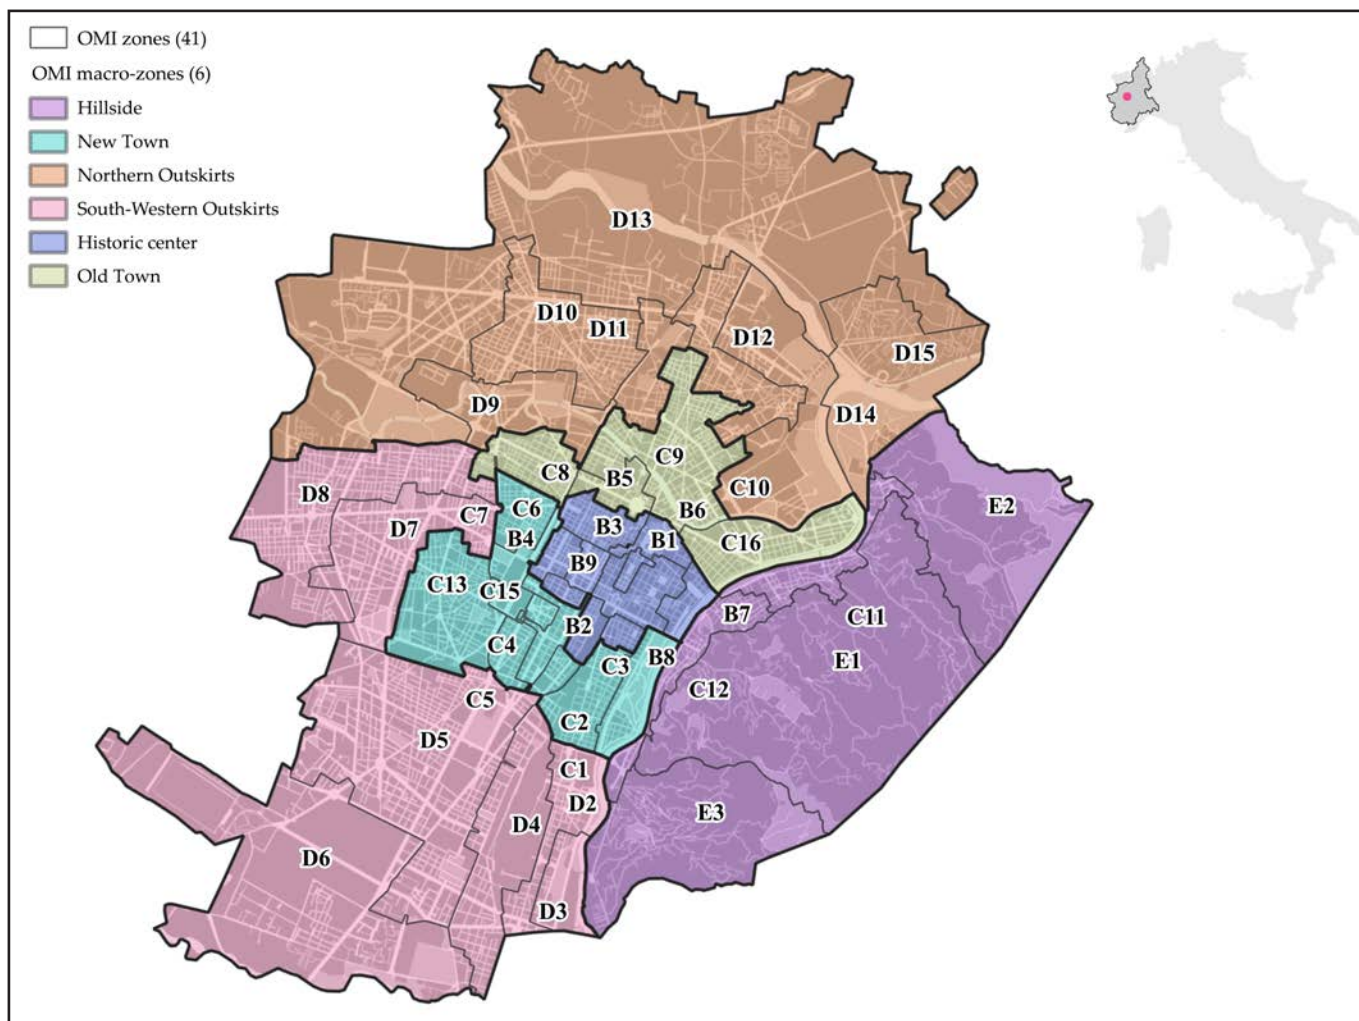 OMI zones (41)
OMI macro-zones (6)
Hillside
New Town
Northern Outskirts
South-Western Outskirts
Historic center
Old Town
D13
D10
D11
D12
D15
D9
D14
C9
C8
B5
D8
C10
C6
B6
E2
C7
D7
B3
B4
B1
C16
B9
C13
C15
B7
C11
B2
C4
C3
B8
E1
C12
C5
C2
D5
C1
D2
E3
D4
D6
D3